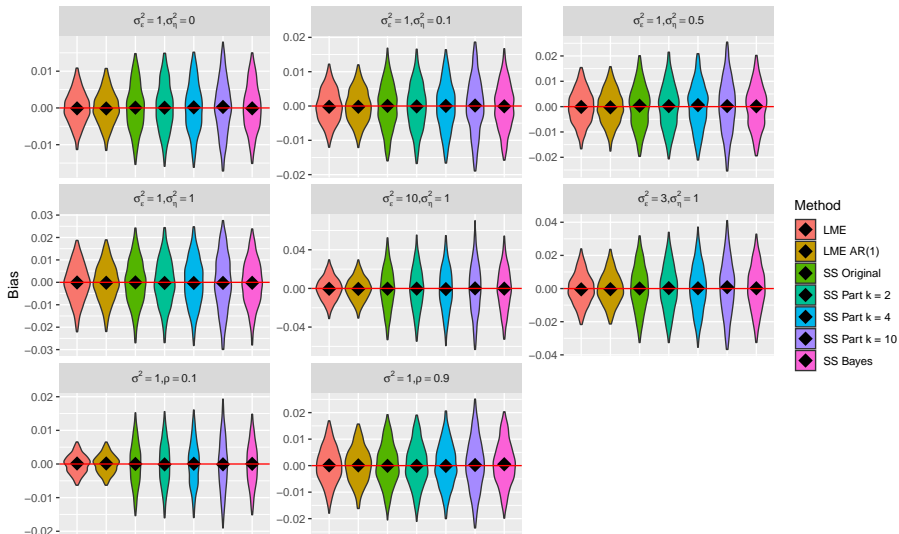 σ²ε = 1,σ²η = 0
σ²ε = 1,σ²η = 0.1
σ²ε = 1,σ²η = 0.5
0.01
0.00
−0.01
0.02
0.01
0.00
−0.01
−0.02
0.02
0.01
0.00
−0.01
−0.02
σ²ε = 1,σ²η = 1
σ²ε = 10,σ²η = 1
σ²ε = 3,σ²η = 1
0.03
0.02
0.01
0.00
−0.01
−0.02
−0.03
0.04
0.00
−0.04
0.04
0.02
0.00
−0.02
−0.04
σ² = 1,ρ = 0.1
σ² = 1,ρ = 0.9
0.02
0.01
0.00
−0.01
−0.02
0.02
0.01
0.00
−0.01
−0.02
Bias
Method
LME
LME AR(1)
SS Original
SS Part k = 2
SS Part k = 4
SS Part k = 10
SS Bayes